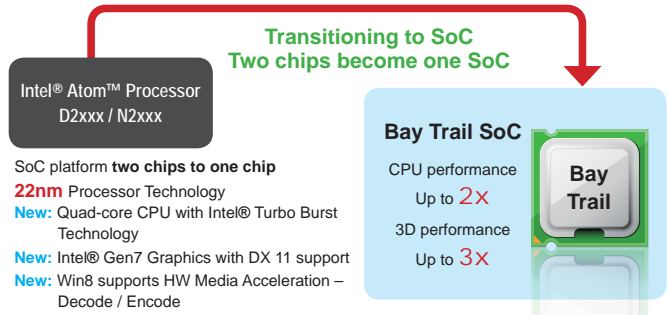 Transitioning to SoC
Two chips become one SoC
Intel® Atom™ Processor
D2xxx / N2xxx
SoC platform two chips to one chip
22nm Processor Technology
New: Quad-core CPU with Intel® Turbo Burst
Technology
New: Intel® Gen7 Graphics with DX 11 support
New: Win8 supports HW Media Acceleration –
Decode / Encode
Bay Trail SoC
CPU performance
Up to 2x
3D performance
Up to 3x
Bay
Trail